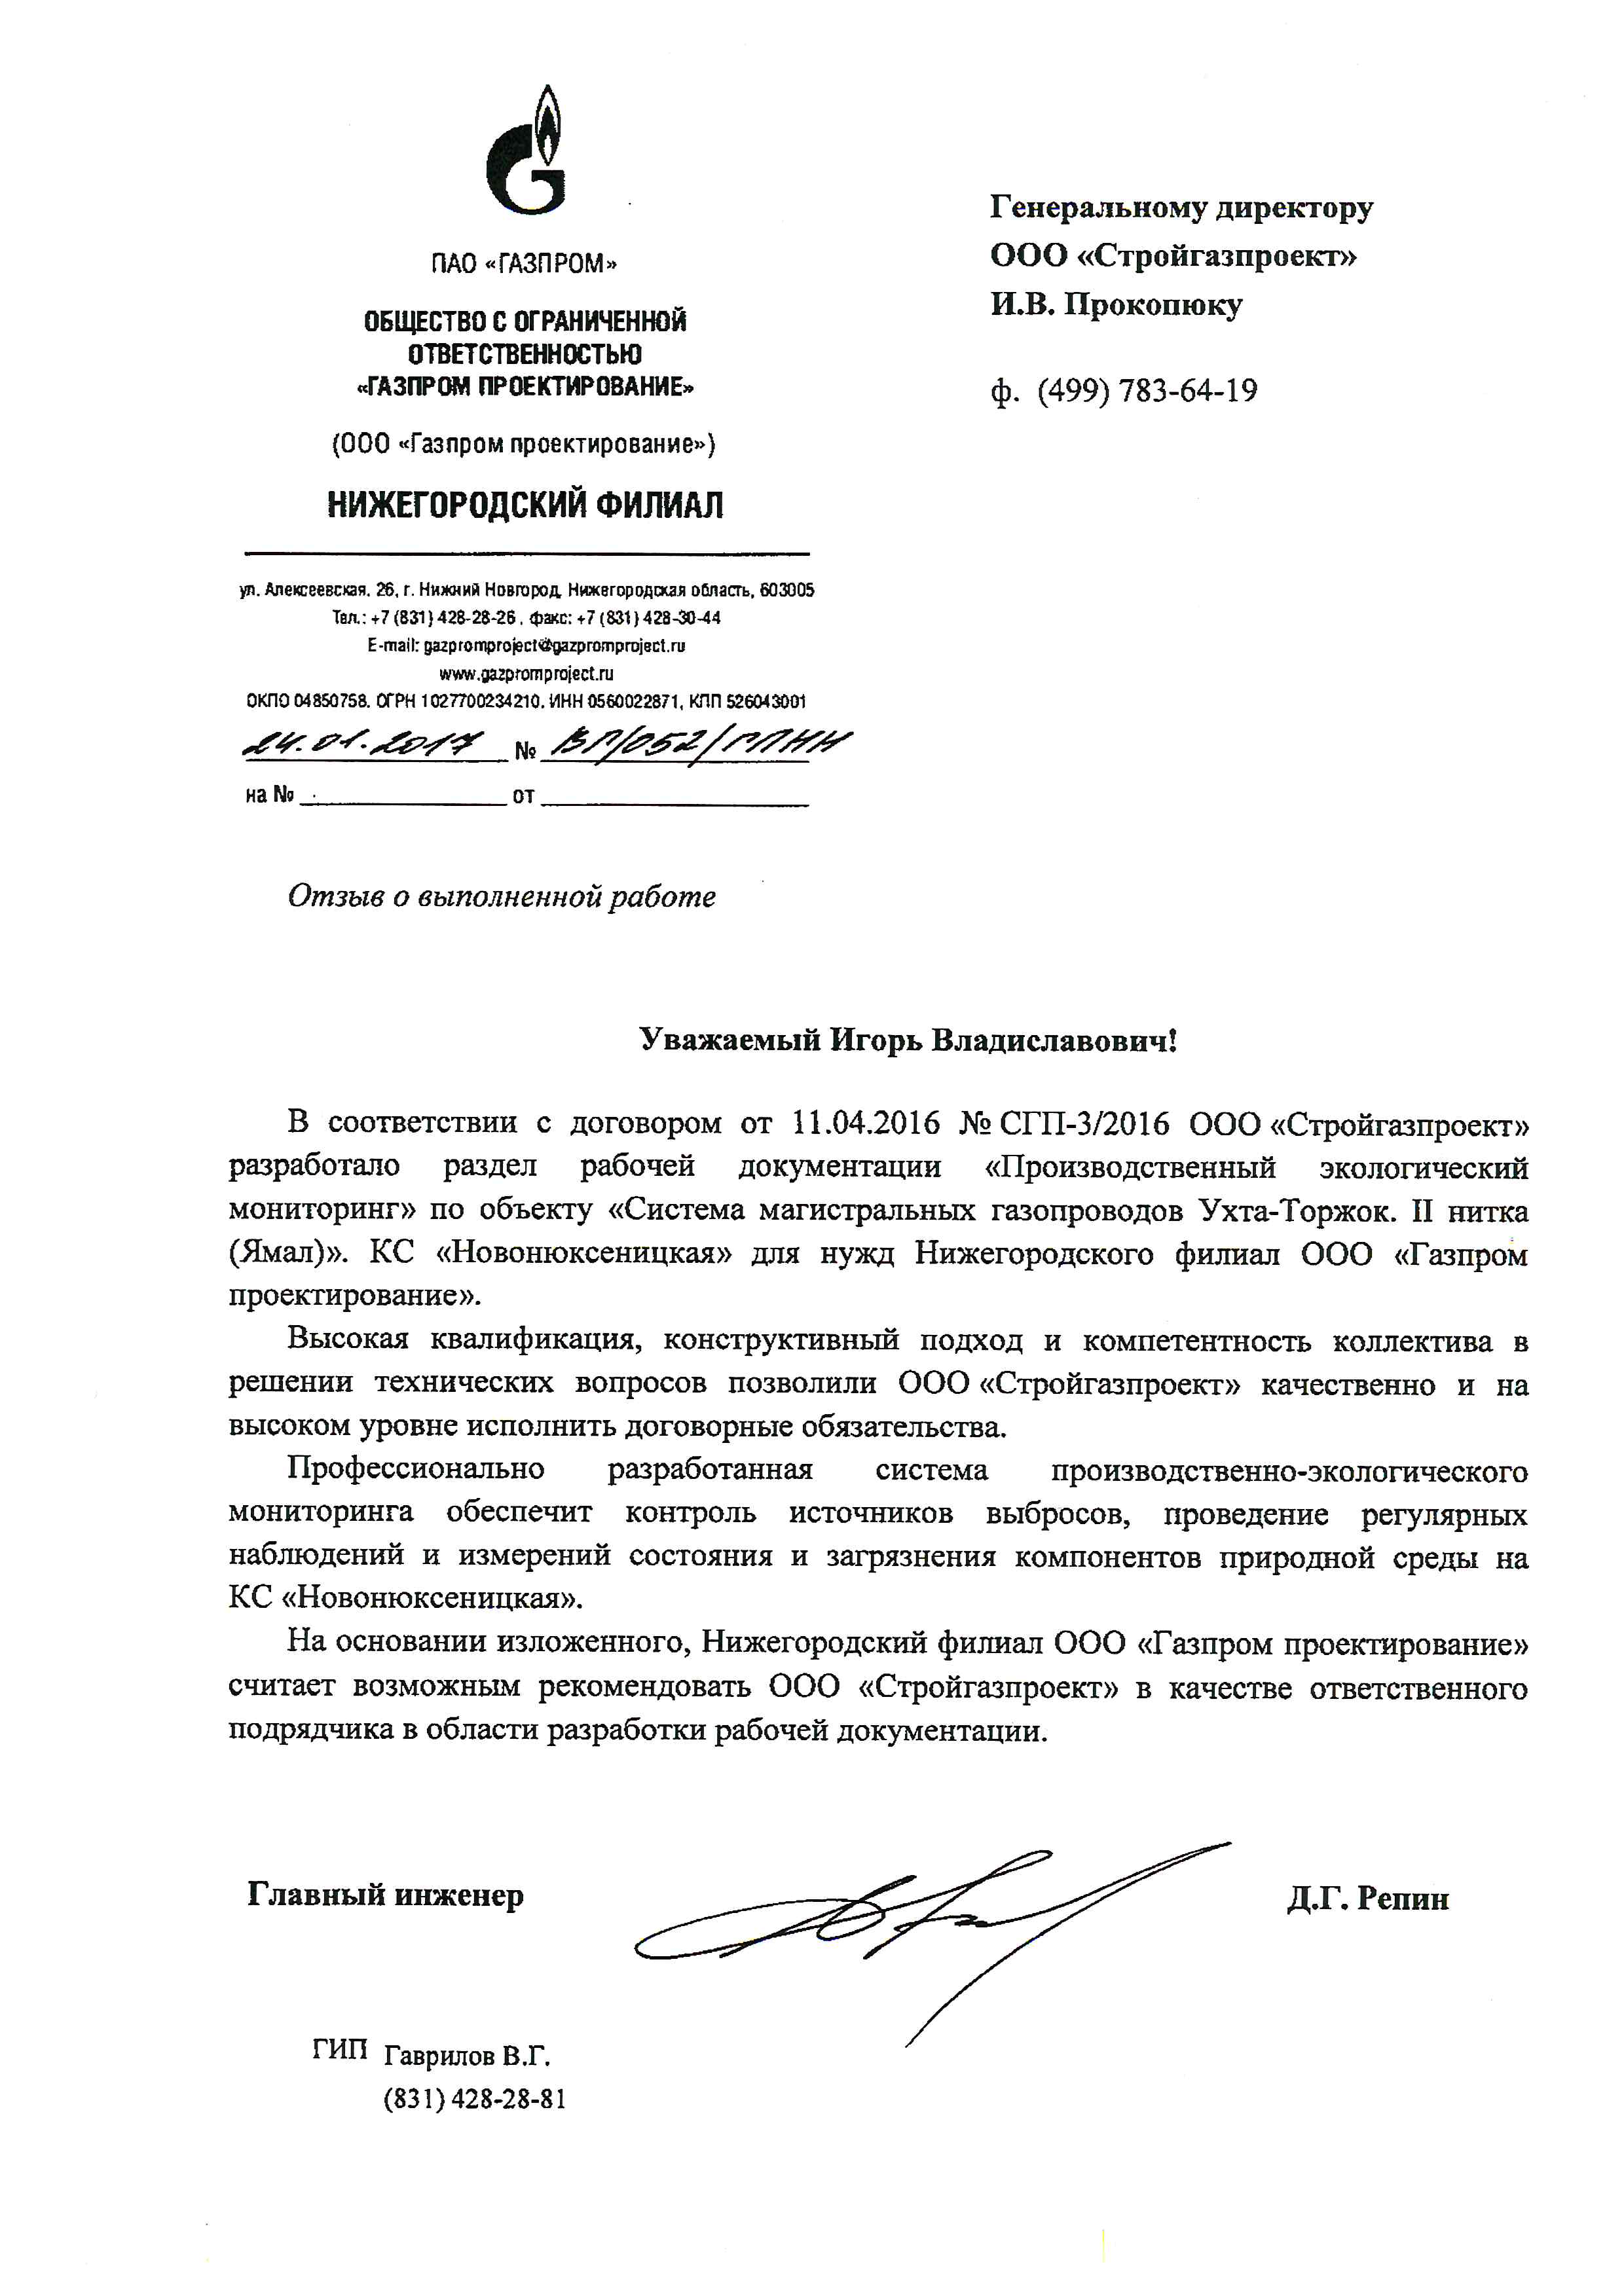 ПАО «ГАЗПРОМ»
ОБЩЕСТВО С ОГРАНИЧЕННОЙ
ОТВЕТСТВЕННОСТЬЮ
«ГАЗПРОМ ПРОЕКТИРОВАНИЕ»
(ООО «Газпром проектирование»)
НИЖЕГОРОДСКИЙ ФИЛИАЛ
ул. Алексеевская, 26, г. Нижний Новгород, Нижегородская область, 603005
Тел.: +7 (831) 428-28-26, факс: +7 (831) 428-30-44
E-mail: gazpromproject@gazpromproject.ru
www.gazpromproject.ru
ОКПО 04850758, ОГРН 1027700234210, ИНН 0560022871, КПП 526043001
24.01.2017 № ВГ/052/ГПНН
на № от
Генеральному директору
ООО «Стройгазпроект»
И.В. Прокопюку
ф. (499) 783-64-19
Отзыв о выполненной работе
Уважаемый Игорь Владиславович!
В соответствии с договором от 11.04.2016 № СГП-3/2016 ООО «Стройгазпроект»
разработало раздел рабочей документации «Производственный экологический
мониторинг» по объекту «Система магистральных газопроводов Ухта-Торжок. II нитка
(Ямал)». КС «Новонюксеницкая» для нужд Нижегородского филиал ООО «Газпром
проектирование».
Высокая квалификация, конструктивный подход и компетентность коллектива в
решении технических вопросов позволили ООО «Стройгазпроект» качественно и на
высоком уровне исполнить договорные обязательства.
Профессионально разработанная система производственно-экологического
мониторинга обеспечит контроль источников выбросов, проведение регулярных
наблюдений и измерений состояния и загрязнения компонентов природной среды на
КС «Новонюксеницкая».
На основании изложенного, Нижегородский филиал ООО «Газпром проектирование»
считает возможным рекомендовать ООО «Стройгазпроект» в качестве ответственного
подрядчика в области разработки рабочей документации.
Главный инженер Д.Г. Репин
ГИП Гаврилов В.Г.
(831) 428-28-81